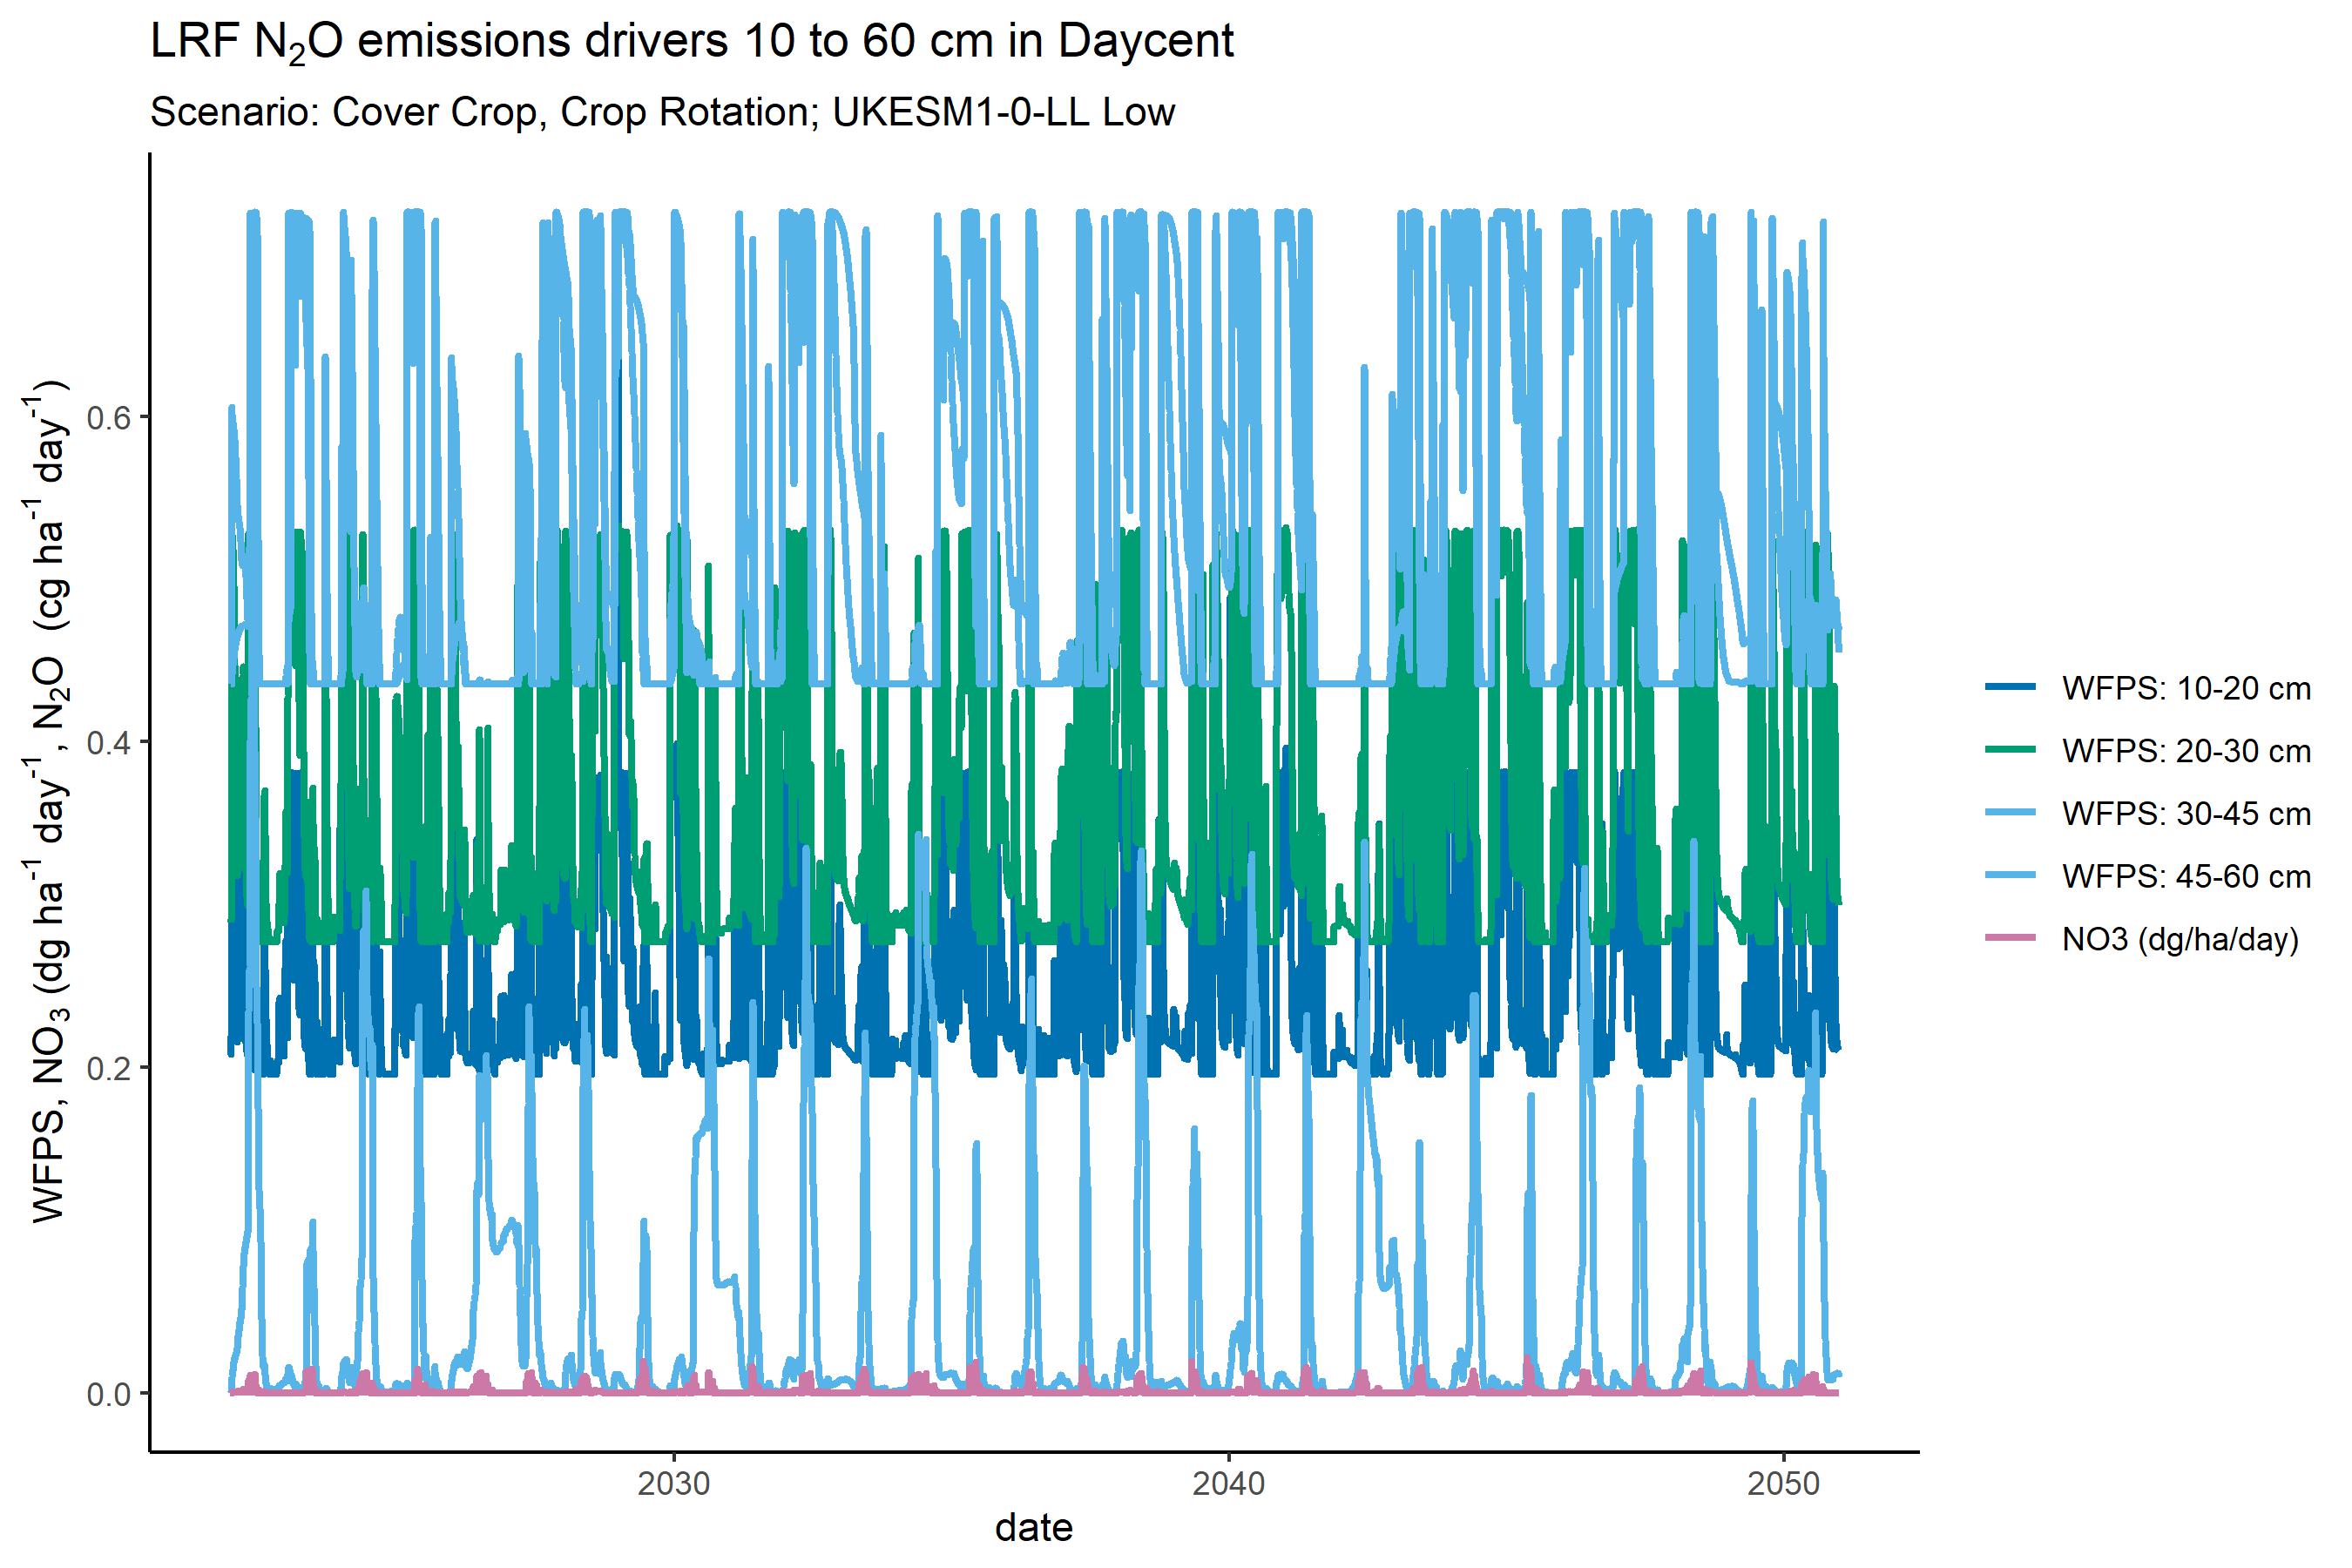 LRF N₂O emissions drivers 10 to 60 cm in Daycent
Scenario: Cover Crop, Crop Rotation; UKESM1-0-LL Low
WFPS, NO₃ (dg ha⁻¹ day⁻¹, N₂O (cg ha⁻¹ day⁻¹)
0.6
0.4
0.2
0.0
2030
2040
2050
date
WFPS: 10-20 cm
WFPS: 20-30 cm
WFPS: 30-45 cm
WFPS: 45-60 cm
NO3 (dg/ha/day)